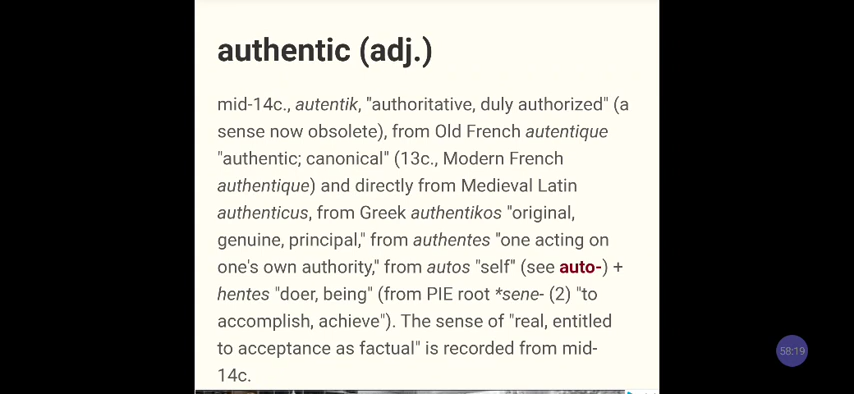 authentic (adj.)
mid-14c., autentik, "authoritative, duly authorized" (a
sense now obsolete), from Old French autentique
"authentic; canonical" (13c., Modern French
authentique) and directly from Medieval Latin
authenticus, from Greek authentikos "original,
genuine, principal," from authentes "one acting on
one's own authority," from autos "self" (see auto-) +
hentes "doer, being" (from PIE root *sene- (2) "to
accomplish, achieve"). The sense of "real, entitled
to acceptance as factual" is recorded from mid-
14c.
58:19